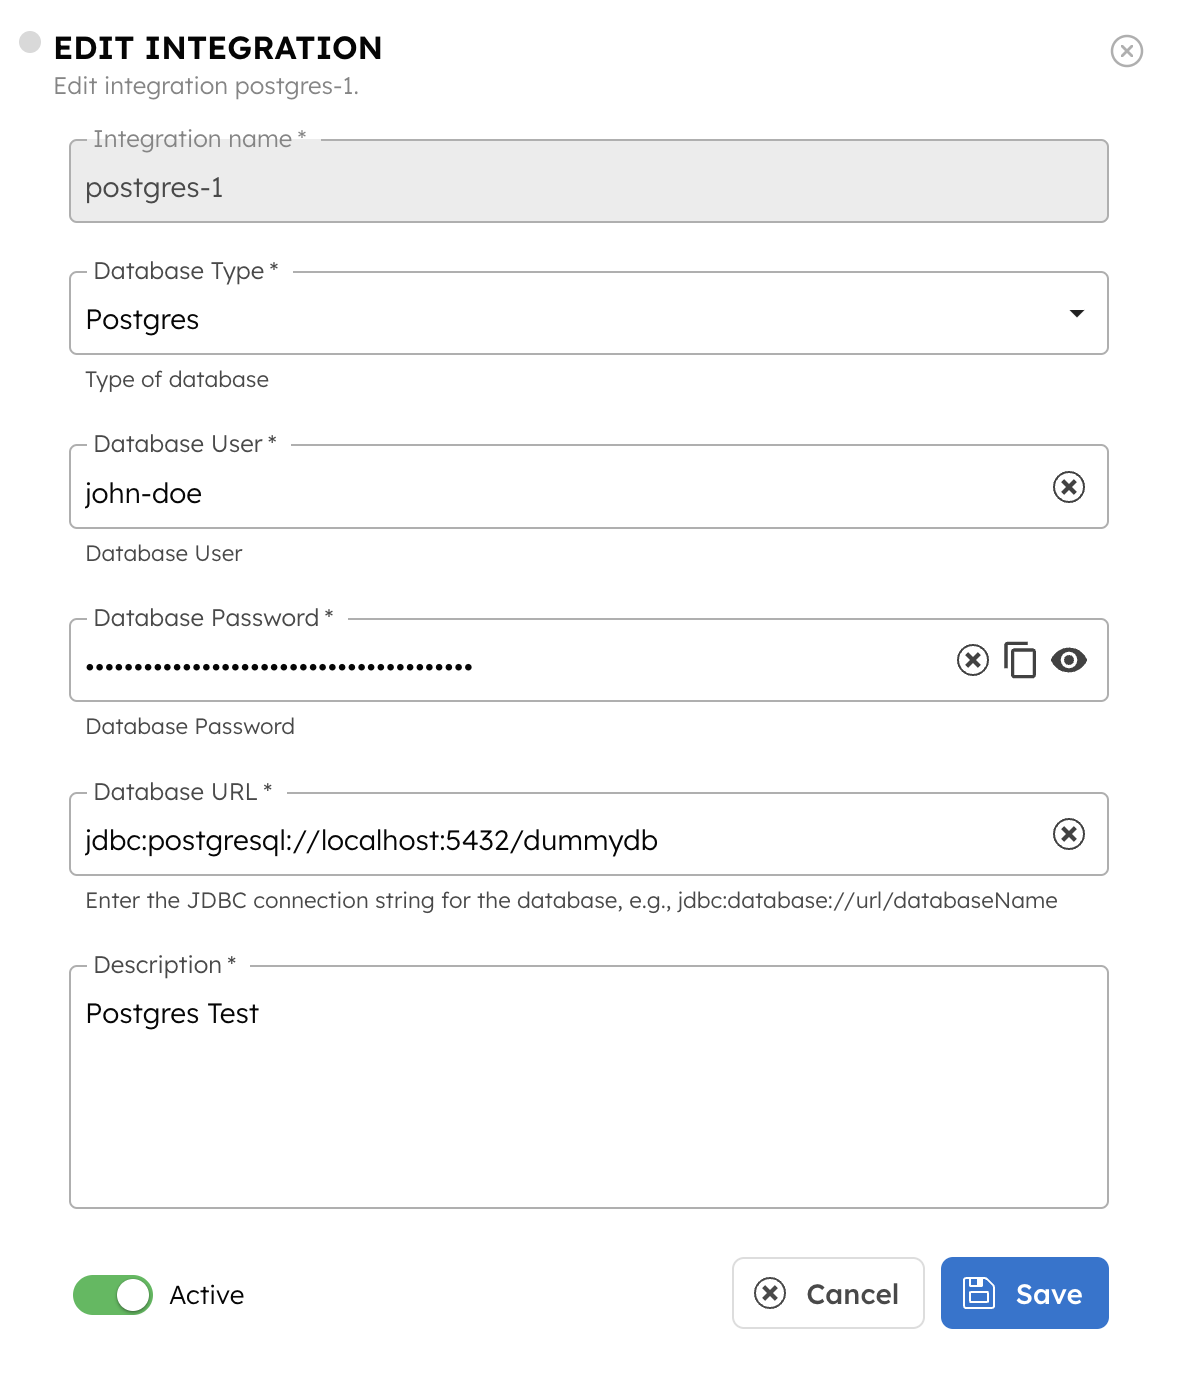 EDIT INTEGRATION
Edit integration postgres-1.
Integration name *
postgres-1
Database Type *
Postgres
Type of database
Database User *
john-doe
Database User
Database Password *
••••••••••••••••••••••••••••••••••••••••
Database Password
Database URL *
jdbc:postgresql://localhost:5432/dummydb
Enter the JDBC connection string for the database, e.g., jdbc:database://url/databaseName
Description *
Postgres Test
Active
Cancel
Save